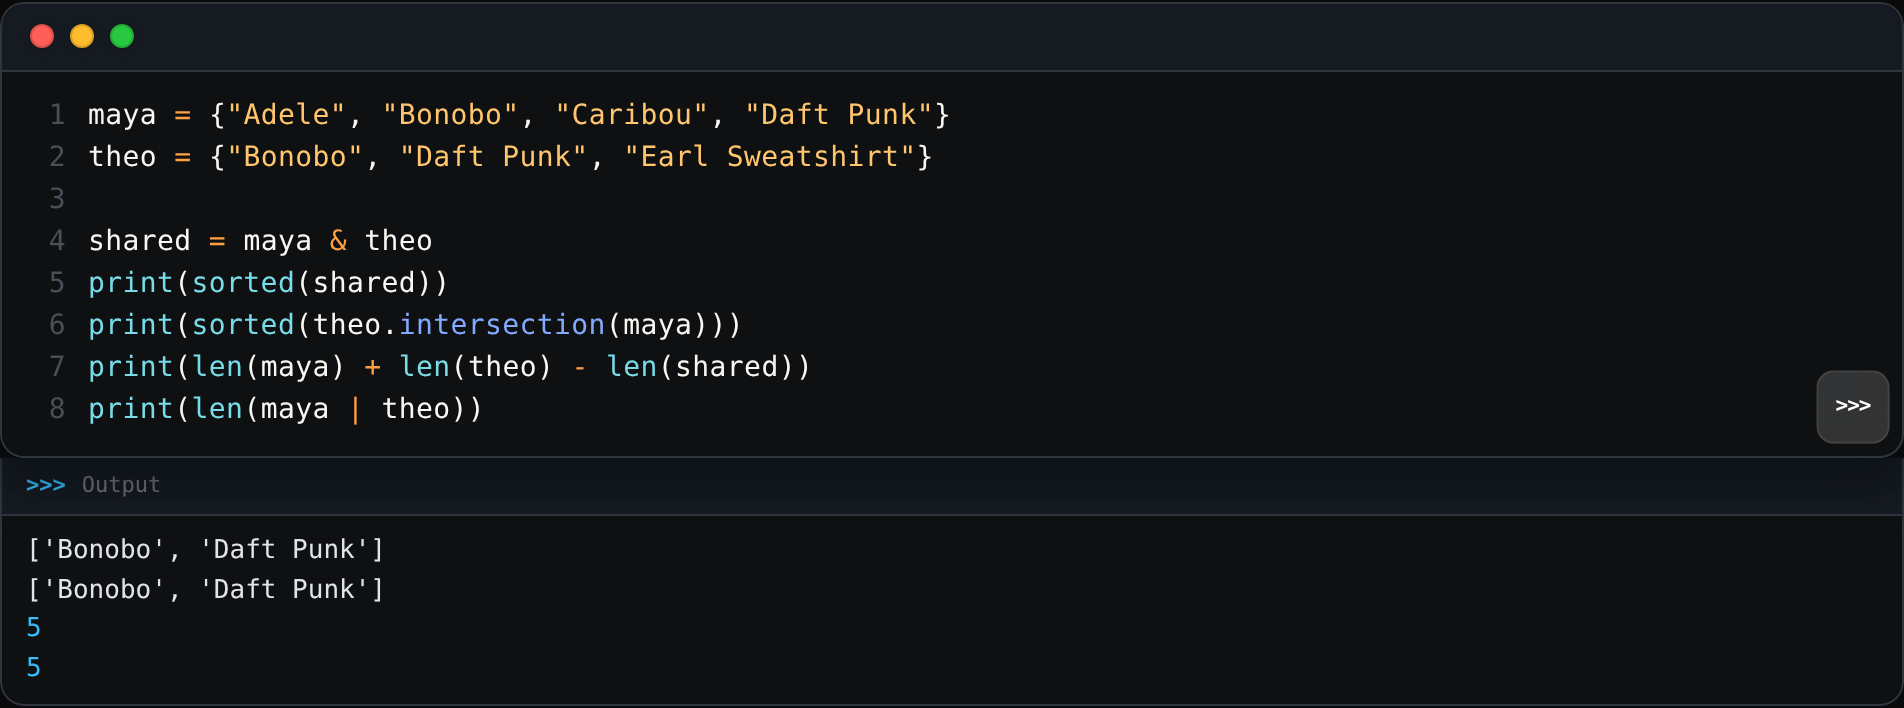 1 maya = {"Adele", "Bonobo", "Caribou", "Daft Punk"}
2 theo = {"Bonobo", "Daft Punk", "Earl Sweatshirt"}
3
4 shared = maya & theo
5 print(sorted(shared))
6 print(sorted(theo.intersection(maya)))
7 print(len(maya) + len(theo) - len(shared))
8 print(len(maya | theo))
>>>
>>> Output
['Bonobo', 'Daft Punk']
['Bonobo', 'Daft Punk']
5
5